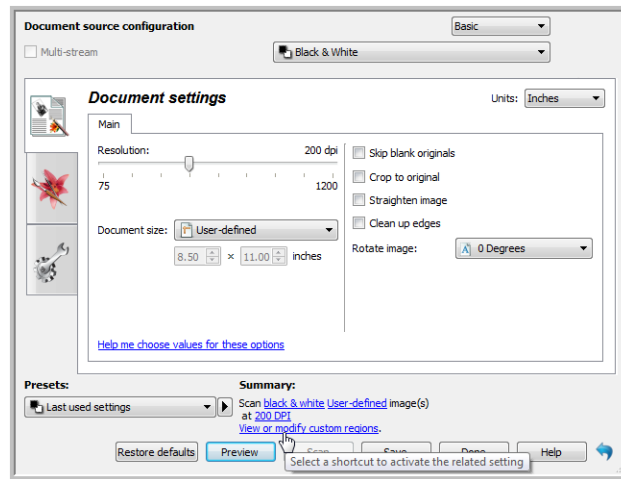 Document source configuration
Basic
Multi-stream
Black & White
Document settings
Units: Inches
Main
Resolution: 200 dpi
75 1200
Document size: User-defined
8.50 × 11.00 inches
Skip blank originals
Crop to original
Straighten image
Clean up edges
Rotate image: A 0 Degrees
Help me choose values for these options
Presets:
Last used settings
Summary:
Scan black & white User-defined image(s)
at 200 DPI
View or modify custom regions.
Restore defaults Preview Scan Save Done Help
Select a shortcut to activate the related setting